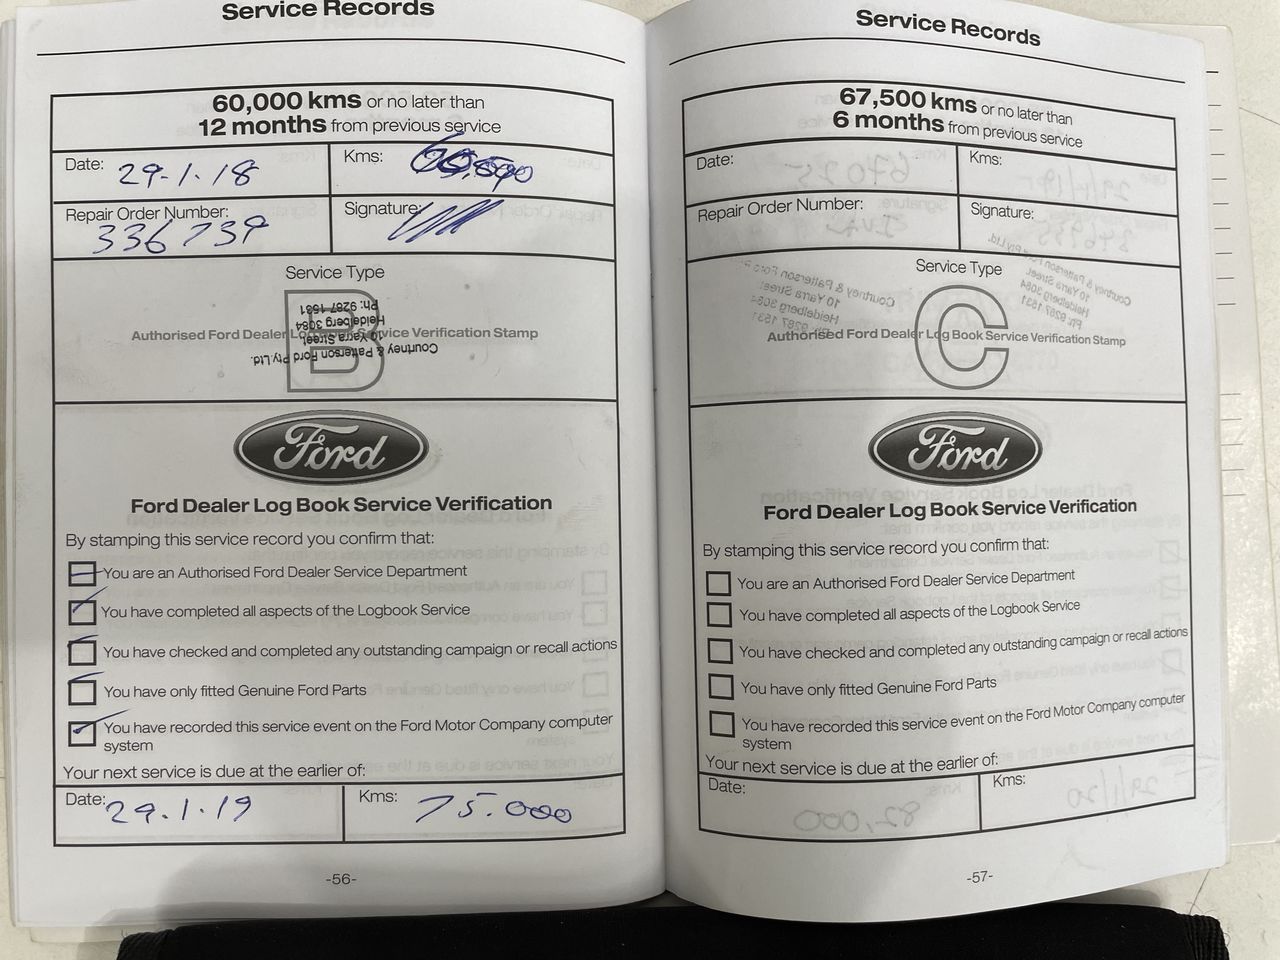 Service Records
60,000 kms or no later than
12 months from previous service
Date: 29.1.18
Kms:
Repair Order Number: 336739
Signature:
Service Type
B
Authorised Ford Dealer Log Book Service Verification Stamp
Courtney & Patterson Ford Pty Ltd.
10 Yarra Street
Heidelberg 3084
Ph: 9287 1531
Ford
Ford Dealer Log Book Service Verification
By stamping this service record you confirm that:
You are an Authorised Ford Dealer Service Department
You have completed all aspects of the Logbook Service
You have checked and completed any outstanding campaign or recall actions
You have only fitted Genuine Ford Parts
You have recorded this service event on the Ford Motor Company computer
system
Your next service is due at the earlier of:
Date: 29.1.19
Kms: 75.000
-56-
Service Records
67,500 kms or no later than
6 months from previous service
Date:
Kms:
Repair Order Number:
Signature:
Service Type
C
Authorised Ford Dealer Log Book Service Verification Stamp
Ford
Ford Dealer Log Book Service Verification
By stamping this service record you confirm that:
You are an Authorised Ford Dealer Service Department
You have completed all aspects of the Logbook Service
You have checked and completed any outstanding campaign or recall actions
You have only fitted Genuine Ford Parts
You have recorded this service event on the Ford Motor Company computer
system
Your next service is due at the earlier of:
Date:
Kms:
-57-